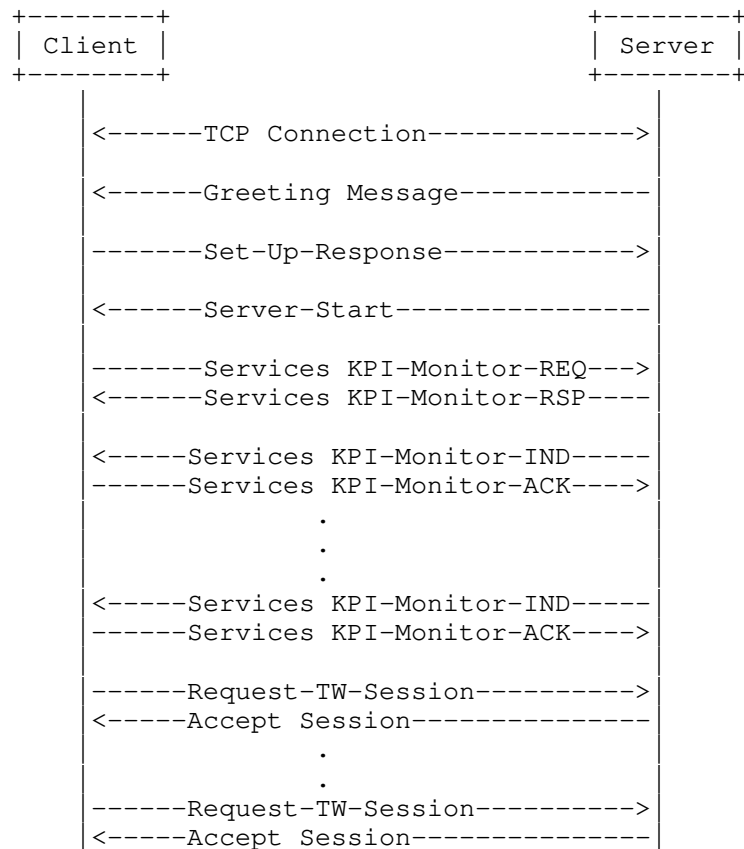 +--------+                           +--------+
| Client |                           | Server |
+--------+                           +--------+
|                                   |
|<------TCP Connection------------->|
|<------Greeting Message------------|
|-------Set-Up-Response------------>|
|<------Server-Start----------------|
|-------Services KPI-Monitor-REQ--->|
|<------Services KPI-Monitor-RSP----|
|<-----Services KPI-Monitor-IND-----|
|------Services KPI-Monitor-ACK---->|
.
.
.
|<-----Services KPI-Monitor-IND-----|
|------Services KPI-Monitor-ACK---->|
|------Request-TW-Session---------->|
|<-----Accept Session---------------|
.
.
|------Request-TW-Session---------->|
|<-----Accept Session---------------|